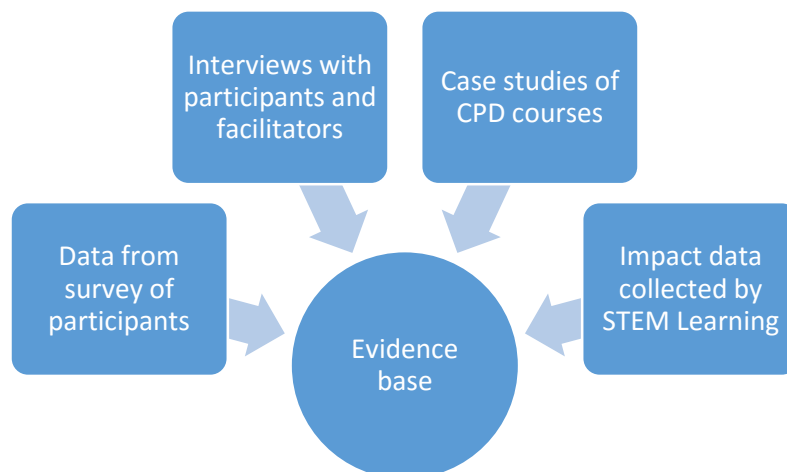 Interviews with
participants and
facilitators
Case studies of
CPD courses
Data from
survey of
participants
Impact data
collected by
STEM Learning
Evidence
base